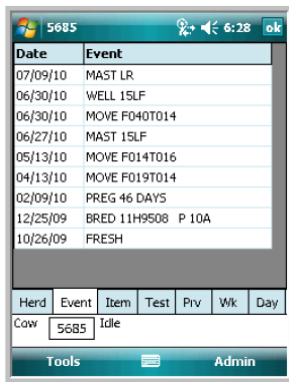 5685 6:28 ok
Date Event
07/09/10 MAST LR
06/30/10 WELL 15LF
06/30/10 MOVE F040T014
06/27/10 MAST 15LF
05/13/10 MOVE F014T016
04/13/10 MOVE F019T014
02/09/10 PREG 46 DAYS
12/25/09 BRED 11H9508 P 10A
10/26/09 FRESH
Herd Event Item Test Prv Wk Day
Cow 5685 Idle
Tools Admin